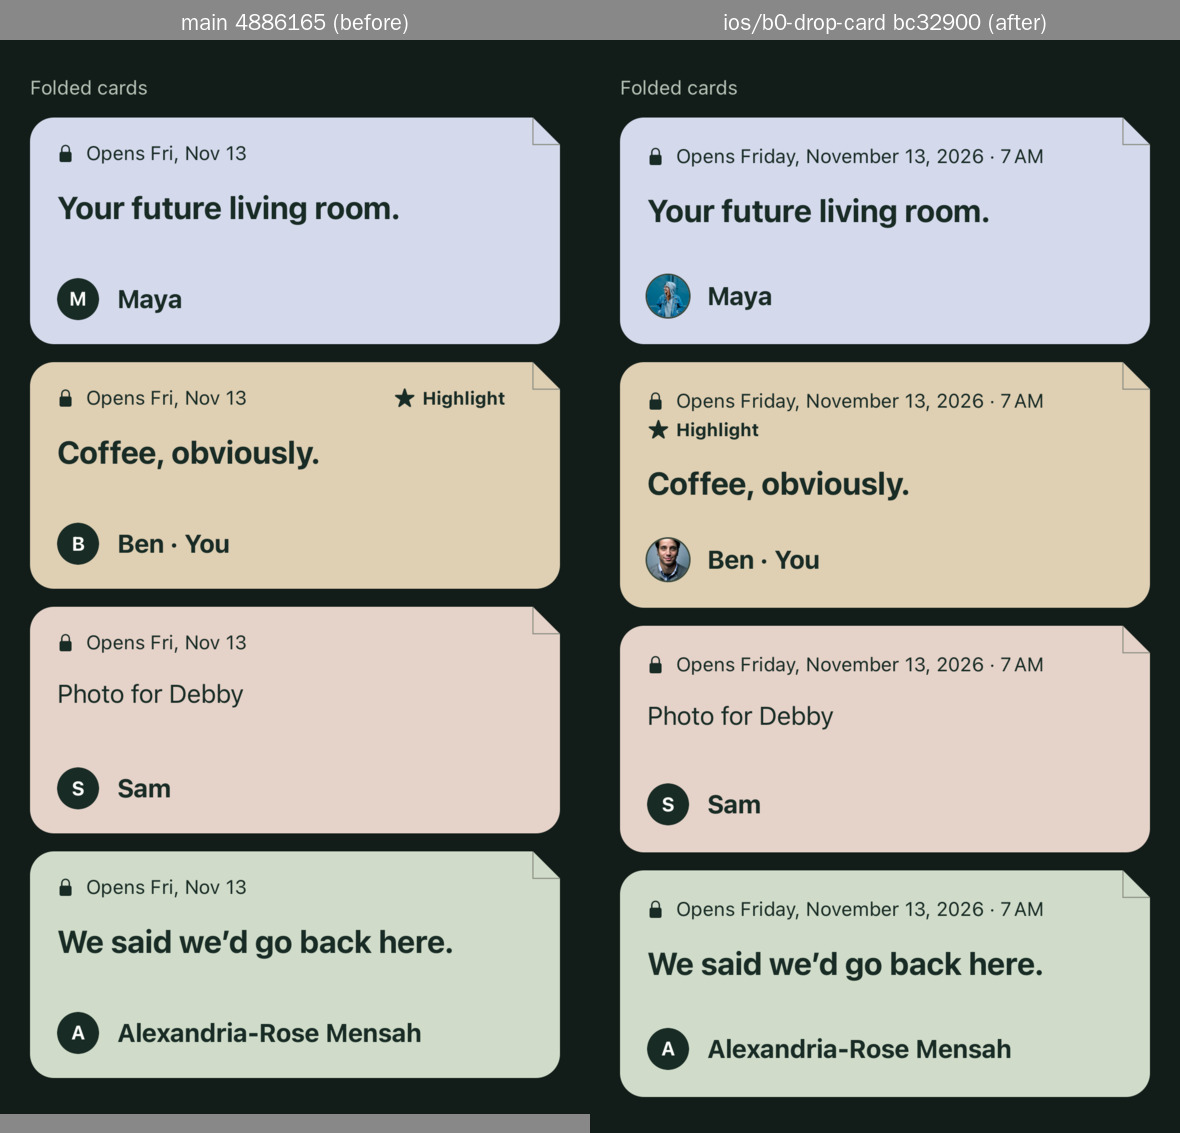 main 4886165 (before)
Folded cards
Opens Fri, Nov 13
Your future living room.
M Maya
Opens Fri, Nov 13 Highlight
Coffee, obviously.
B Ben · You
Opens Fri, Nov 13
Photo for Debby
S Sam
Opens Fri, Nov 13
We said we’d go back here.
A Alexandria-Rose Mensah
ios/b0-drop-card bc32900 (after)
Folded cards
Opens Friday, November 13, 2026 · 7 AM
Your future living room.
Maya
Opens Friday, November 13, 2026 · 7 AM
Highlight
Coffee, obviously.
Ben · You
Opens Friday, November 13, 2026 · 7 AM
Photo for Debby
S Sam
Opens Friday, November 13, 2026 · 7 AM
We said we’d go back here.
A Alexandria-Rose Mensah